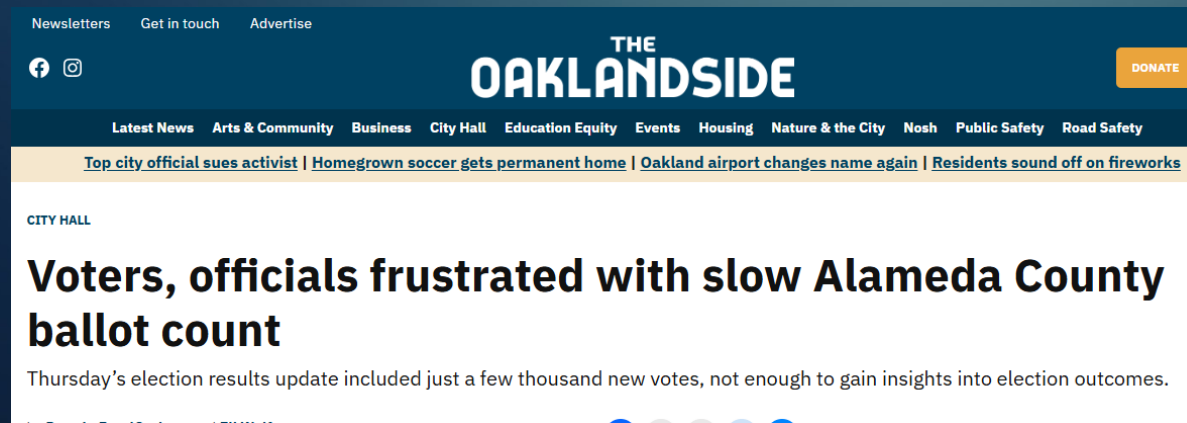 Newsletters Get in touch Advertise
THE
OAKLANDSIDE
DONATE
Latest News Arts & Community Business City Hall Education Equity Events Housing Nature & the City Nosh Public Safety Road Safety
Top city official sues activist | Homegrown soccer gets permanent home | Oakland airport changes name again | Residents sound off on fireworks
CITY HALL
Voters, officials frustrated with slow Alameda County
ballot count
Thursday’s election results update included just a few thousand new votes, not enough to gain insights into election outcomes.